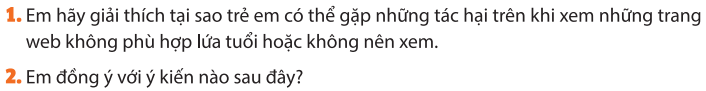 1. Em hãy giải thích tại sao trẻ em có thể gặp những tác hại trên khi xem những trang
web không phù hợp lứa tuổi hoặc không nên xem.
2. Em đồng ý với ý kiến nào sau đây?